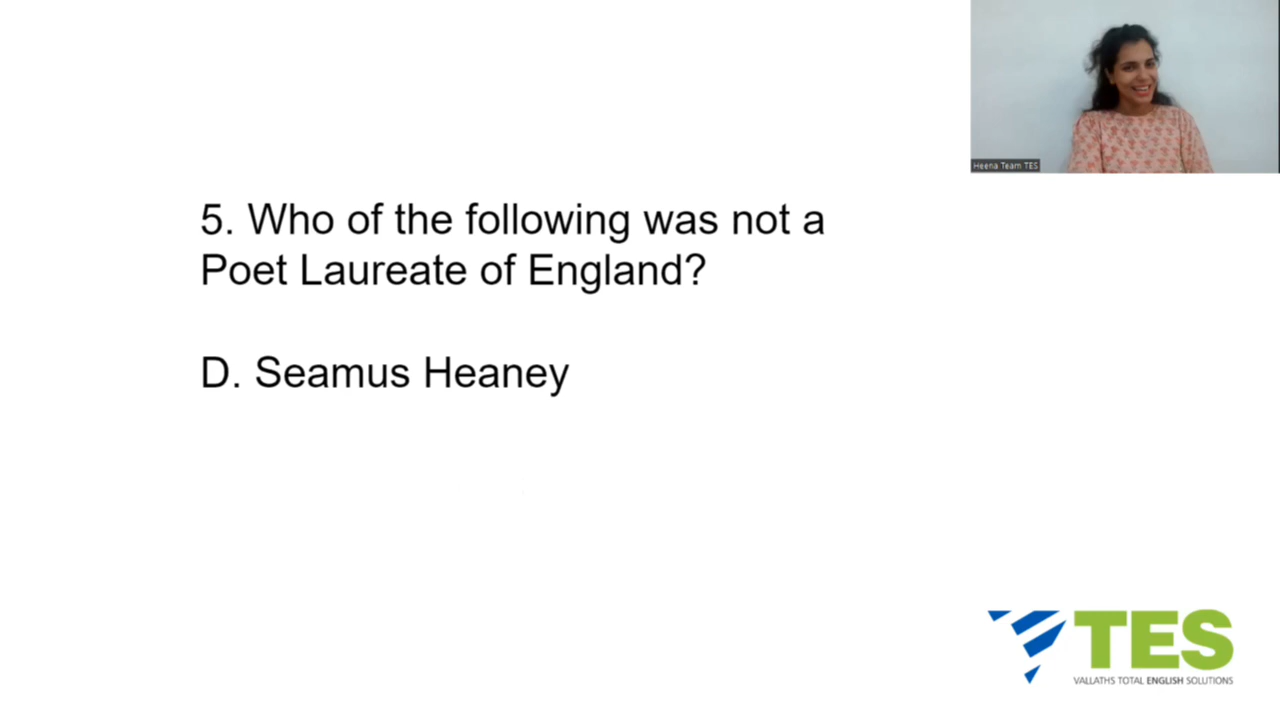 Heena Team TES
5. Who of the following was not a
Poet Laureate of England?
D. Seamus Heaney
TES
VALLATHS TOTAL ENGLISH SOLUTIONS